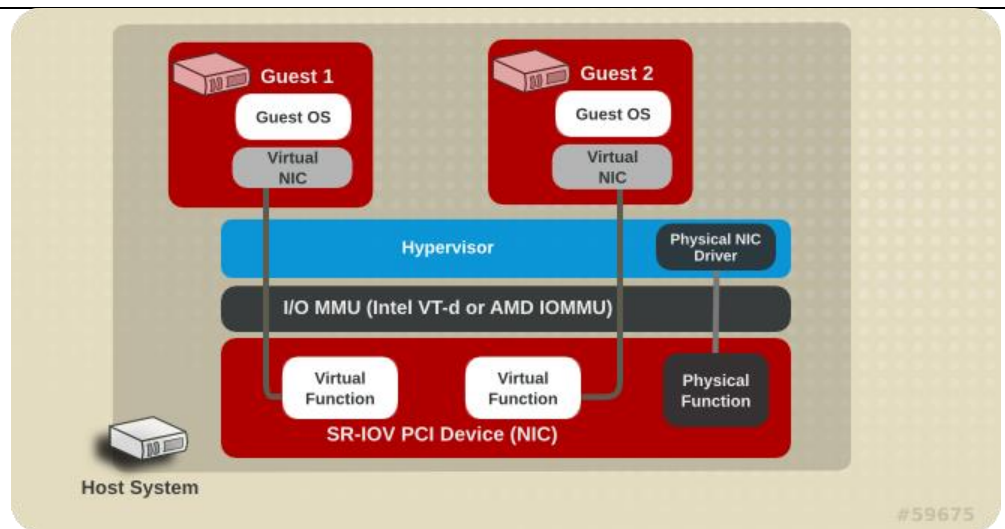 Guest 1
Guest OS
Virtual
NIC
Guest 2
Guest OS
Virtual
NIC
Hypervisor
Physical NIC
Driver
I/O MMU (Intel VT-d or AMD IOMMU)
Virtual
Function
Virtual
Function
Physical
Function
SR-IOV PCI Device (NIC)
Host System
#59675